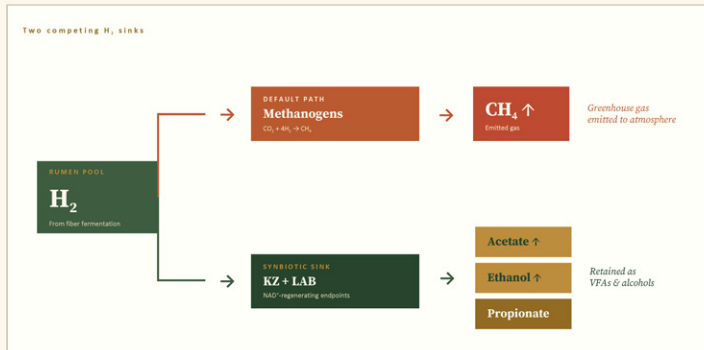 Two competing H₂ sinks
DEFAULT PATH
Methanogens
CO₂ + 4H₂ → CH₄
CH₄ ↑
Emitted gas
Greenhouse gas
emitted to atmosphere
RUMEN POOL
H₂
From fiber fermentation
SYNBIOTIC SINK
KZ + LAB
NAD⁺-regenerating endpoints
Acetate ↑
Ethanol ↑
Propionate
Retained as
VFAs & alcohols